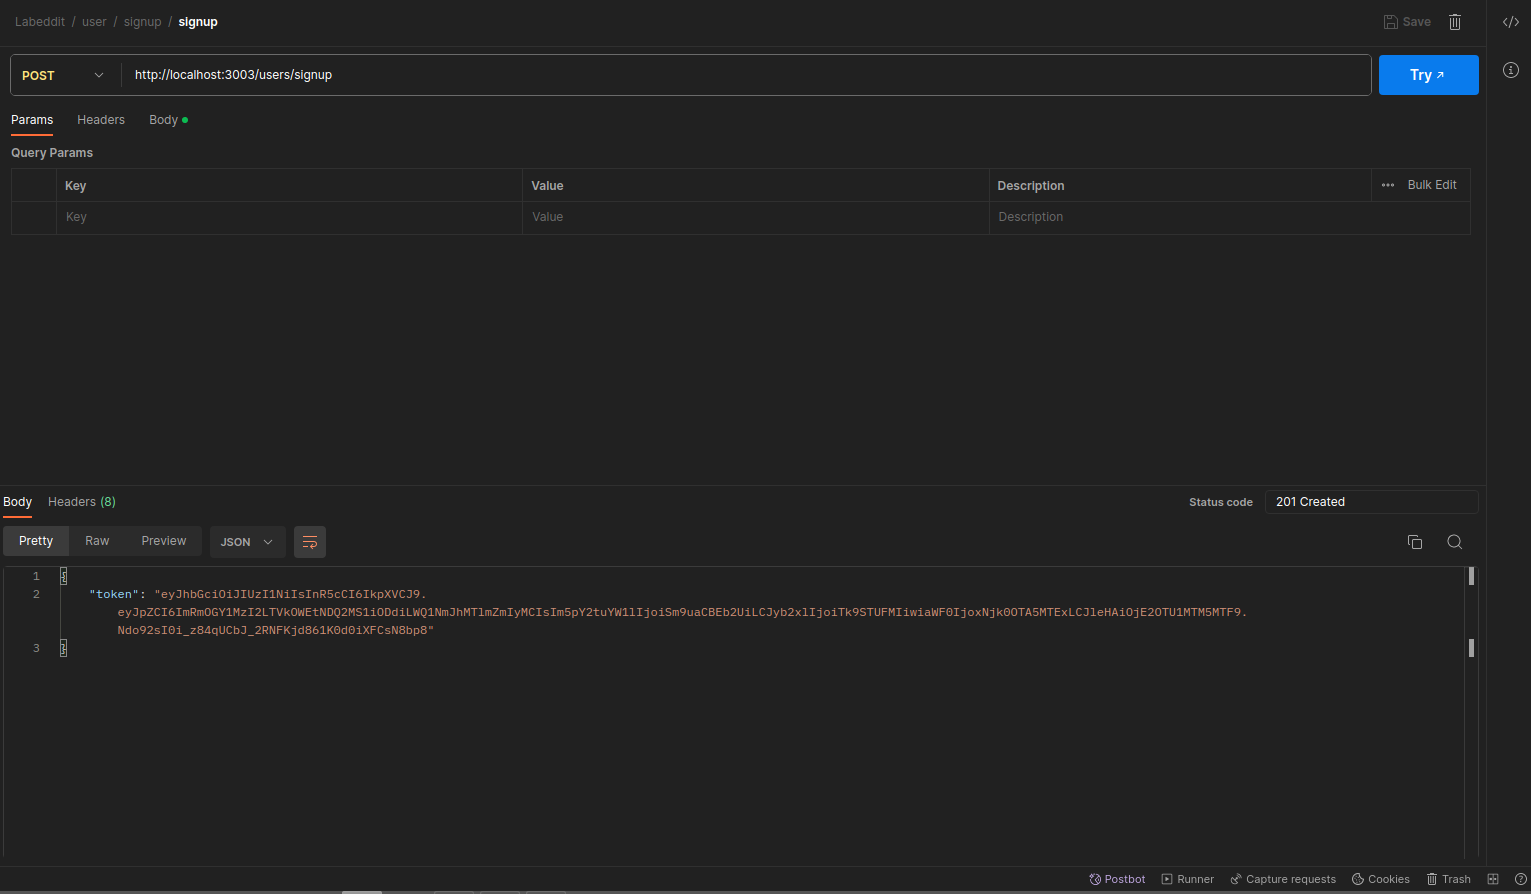 Labeddit / user / signup / signup
Save
POST
http://localhost:3003/users/signup
Try
Params Headers Body
Query Params
Key Value Description Bulk Edit
Key Value Description
Body Headers (8)
Status code 201 Created
Pretty Raw Preview JSON
1 {
2 "token": "eyJhbGciOiJIUzI1NiIsInR5cCI6IkpXVCJ9.
eyJpZCI6ImRmOGY1MzI2LTVkOWEtNDQ2MS1iODdiLWQ1NmJhMTlmZmIyMCIsIm5pY2tuYW1lIjoiSm9uaCBEb2UiLCJyb2xlIjoiTk9STUFMIiwiaWF0IjoxNjk0OTA5MTExLCJleHAiOjE2OTU1MTM5MTF9.
Ndo92sI0i_z84qUCbJ_2RNFKjd861K0d0iXFCsN8bp8"
3 }
Postbot Runner Capture requests Cookies Trash